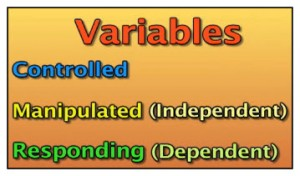 Variables
Controlled
Manipulated (Independent)
Responding (Dependent)